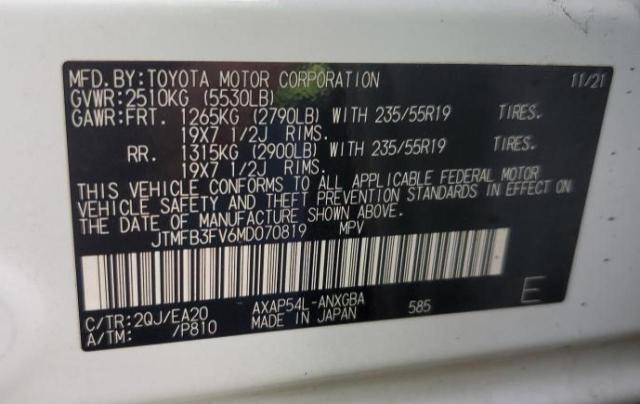 MFD.BY:TOYOTA MOTOR CORPORATION 11/21
GVWR:2510KG (5530LB)
GAWR:FRT. 1265KG (2790LB) WITH 235/55R19 TIRES.
19X7 1/2J RIMS.
RR. 1315KG (2900LB) WITH 235/55R19 TIRES.
19X7 1/2J RIMS.
THIS VEHICLE CONFORMS TO ALL APPLICABLE FEDERAL MOTOR
VEHICLE SAFETY AND THEFT PREVENTION STANDARDS IN EFFECT ON
THE DATE OF MANUFACTURE SHOWN ABOVE.
JTMFB3FV6MD070819 MPV
C/TR:2QJ/EA20 AXAP54L-ANXGBA 585 E
A/TM: /P810 MADE IN JAPAN